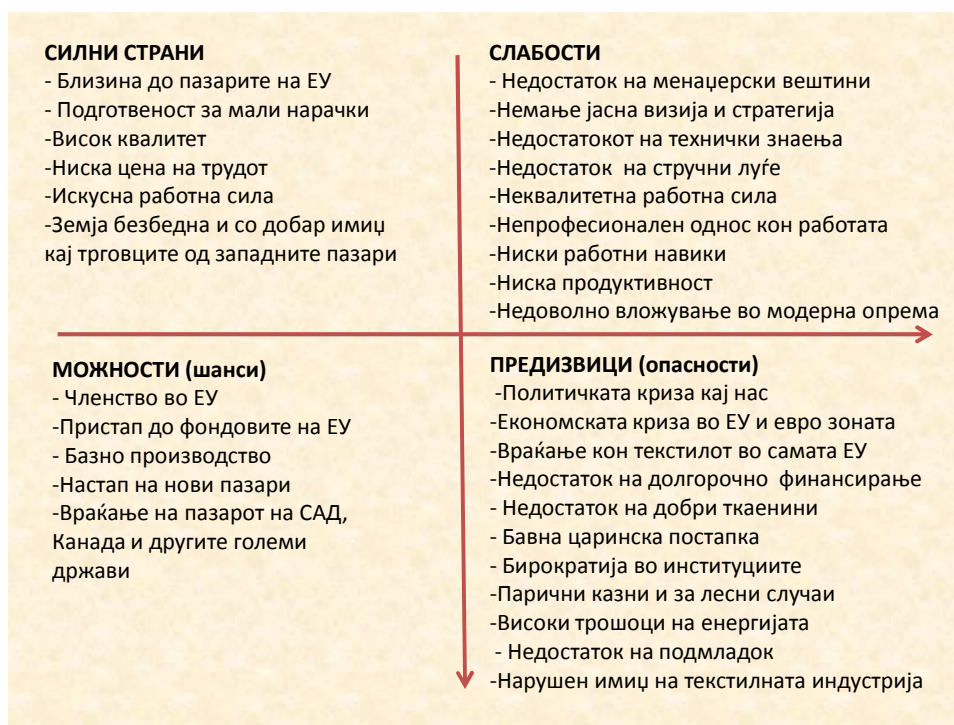 СИЛНИ СТРАНИ
- Близина до пазарите на ЕУ
- Подготвеност за мали нарачки
-Висок квалитет
-Ниска цена на трудот
-Искусна работна сила
-Земја безбедна и со добар имиџ
кај трговците од западните пазари
СЛАБОСТИ
- Недостаток на менаџерски вештини
-Немање јасна визија и стратегија
-Недостатокот на технички знаења
-Недостаток на стручни луѓе
-Неквалитетна работна сила
-Непрофесионален однос кон работата
-Ниски работни навики
-Ниска продуктивност
-Недоволно вложување во модерна опрема
МОЖНОСТИ (шанси)
- Членство во ЕУ
-Пристап до фондовите на ЕУ
- Базно производство
-Настап на нови пазари
-Враќање на пазарот на САД,
Канада и другите големи
држави
ПРЕДИЗВИЦИ (опасности)
-Политичката криза кај нас
-Економската криза во ЕУ и евро зоната
-Враќање кон текстилот во самата ЕУ
-Недостаток на долгорочно финансирање
- Недостаток на добри ткаенини
- Бавна царинска постапка
- Бирократија во институциите
-Парични казни и за лесни случаи
-Високи трошоци на енергијата
- Недостаток на подмладок
-Нарушен имиџ на текстилната индустрија